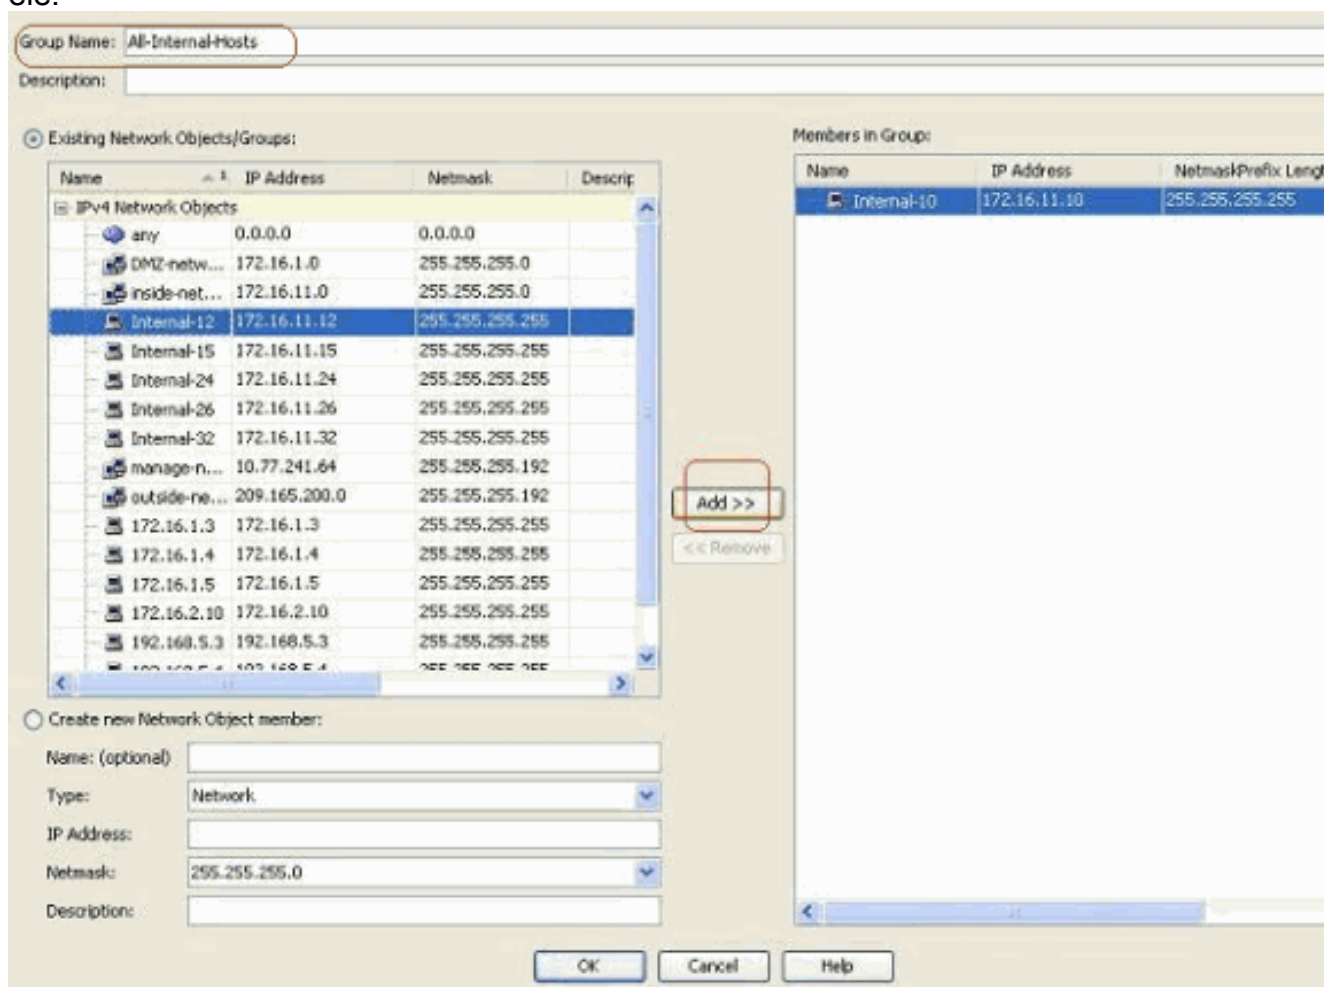 Group Name: All-Internal-Hosts
Description:
Existing Network Objects/Groups:
Name IP Address Netmask Descrip
IPv4 Network Objects
any 0.0.0.0 0.0.0.0
DMZ-netw... 172.16.1.0 255.255.255.0
inside-net... 172.16.11.0 255.255.255.0
Internal-12 172.16.11.12 255.255.255.255
Internal-15 172.16.11.15 255.255.255.255
Internal-24 172.16.11.24 255.255.255.255
Internal-26 172.16.11.26 255.255.255.255
Internal-32 172.16.11.32 255.255.255.255
manage-n... 10.77.241.64 255.255.255.192
outside-ne... 209.165.200.0 255.255.255.192
172.16.1.3 172.16.1.3 255.255.255.255
172.16.1.4 172.16.1.4 255.255.255.255
172.16.1.5 172.16.1.5 255.255.255.255
172.16.2.10 172.16.2.10 255.255.255.255
192.168.5.3 192.168.5.3 255.255.255.255
Add >>
<< Remove
Members in Group:
Name IP Address Netmask/Prefix Lengt
Internal-10 172.16.11.10 255.255.255.255
Create new Network Object member:
Name: (optional)
Type: Network
IP Address:
Netmask: 255.255.255.0
Description:
OK Cancel Help